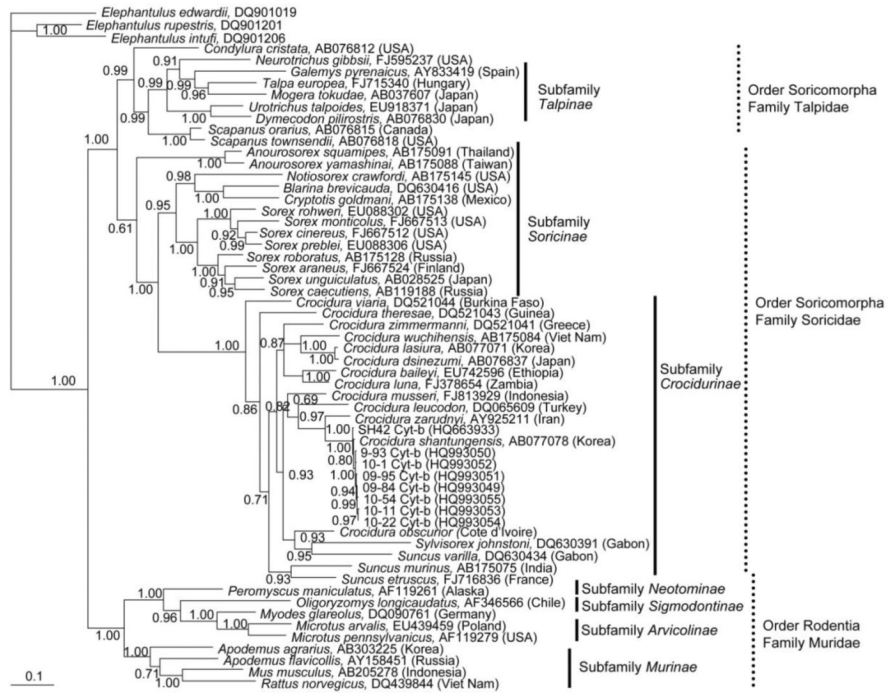 Elephantulus edwardii, DQ901019
Elephantulus rupestris, DQ901201
1.00
Elephantulus intufi, DQ901206
Condylura cristata, AB076812 (USA)
0.91
Neurotrichus gibbsii, FJ595237 (USA)
0.99
Galemys pyrenaicus, AY833419 (Spain)
0.99
0.99
Talpa europea, FJ715340 (Hungary)
0.96
Mogera tokudae, AB037607 (Japan)
Urotrichus talpoides, EU918371 (Japan)
0.99
1.00
Dymecodon pilirostris, AB076830 (Japan)
Scapanus orarius, AB076815 (Canada)
1.00
1.00
Scapanus townsendii, AB076818 (USA)
Subfamily
Talpinae
Order Soricomorpha
Family Talpidae
Anourosorex squamipes, AB175091 (Thailand)
1.00
Anourosorex yamashinai, AB175088 (Taiwan)
0.98
Notiosorex crawfordi, AB175145 (USA)
Blarina brevicauda, DQ630416 (USA)
1.00
Cryptotis goldmani, AB175138 (Mexico)
0.95
1.00
Sorex rohweri, EU088302 (USA)
0.61
Sorex monticolus, FJ667513 (USA)
0.92
Sorex cinereus, FJ667512 (USA)
0.99
Sorex preblei, EU088306 (USA)
1.00
Sorex roboratus, AB175128 (Russia)
1.00
Sorex araneus, FJ667524 (Finland)
0.91
Sorex unguiculatus, AB028525 (Japan)
1.00
0.95
Sorex caecutiens, AB119188 (Russia)
Subfamily
Soricinae
Order Soricomorpha
Family Soricidae
Crocidura viaria, DQ521044 (Burkina Faso)
Crocidura theresae, DQ521043 (Guinea)
Crocidura zimmermanni, DQ521041 (Greece)
0.87
Crocidura wuchihensis, AB175084 (Viet Nam)
1.00
1.00
Crocidura lasiura, AB077071 (Korea)
1.00
Crocidura dsinezumi, AB076837 (Japan)
Crocidura baileyi, EU742596 (Ethiopia)
1.00
1.00
Crocidura luna, FJ378654 (Zambia)
Crocidura musseri, FJ813929 (Indonesia)
0.69
0.86
0.82
Crocidura leucodon, DQ065609 (Turkey)
0.97
Crocidura zarudnyi, AY925211 (Iran)
1.00
SH42 Cyt-b (HQ663933)
Crocidura shantungensis, AB077078 (Korea)
1.00
9-93 Cyt-b (HQ993050)
0.80
10-1 Cyt-b (HQ993052)
0.93
1.00
09-95 Cyt-b (HQ993051)
09-84 Cyt-b (HQ993049)
0.94
0.71
10-54 Cyt-b (HQ993055)
0.99
10-11 Cyt-b (HQ993053)
0.97
10-22 Cyt-b (HQ993054)
Crocidura obscurior (Cote d'Ivoire)
0.93
Sylvisorex johnstoni, DQ630391 (Gabon)
0.95
Suncus varilla, DQ630434 (Gabon)
Suncus murinus, AB175075 (India)
0.93
Suncus etruscus, FJ716836 (France)
Subfamily
Crocidurinae
1.00
Peromyscus maniculatus, AF119261 (Alaska)
Subfamily Neotominae
Oligoryzomys longicaudatus, AF346566 (Chile)
Subfamily Sigmodontinae
0.96
1.00
Myodes glareolus, DQ090761 (Germany)
1.00
1.00
Microtus arvalis, EU439459 (Poland)
Microtus pennsylvanicus, AF119279 (USA)
Subfamily Arvicolinae
Order Rodentia
Family Muridae
1.00
Apodemus agrarius, AB303225 (Korea)
Apodemus flavicollis, AY158451 (Russia)
0.71
Mus musculus, AB205278 (Indonesia)
1.00
Rattus norvegicus, DQ439844 (Viet Nam)
Subfamily Murinae
0.1